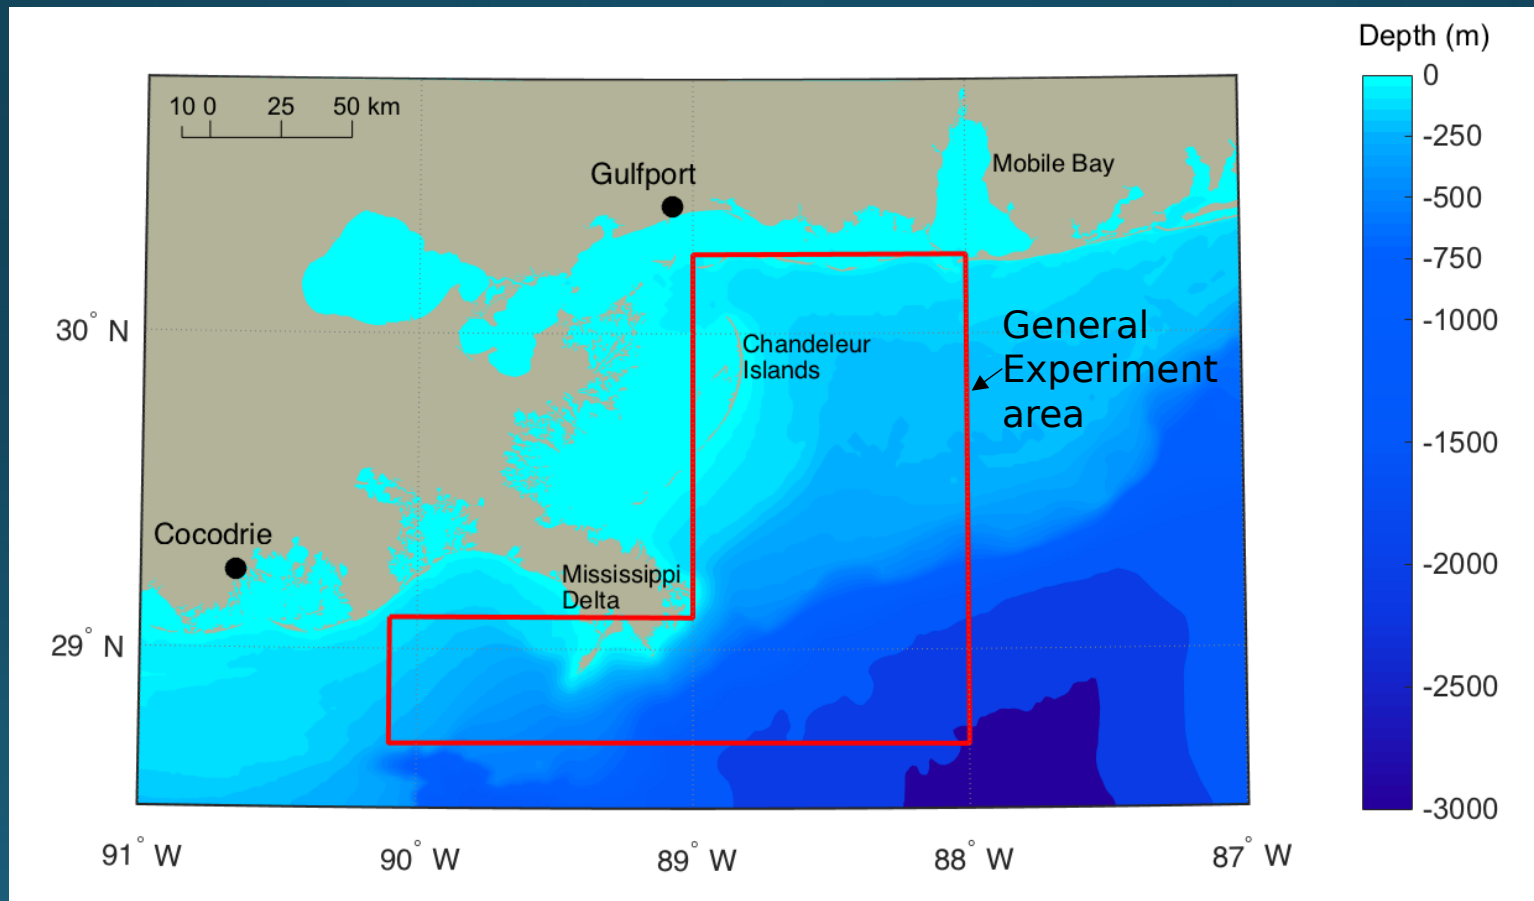 Depth (m)
10 0 25 50 km
Gulfport
Mobile Bay
Chandeleur
Islands
General
Experiment
area
Cocodrie
Mississippi
Delta
30° N
29° N
91° W
90° W
89° W
88° W
87° W
0
-250
-500
-750
-1000
-1500
-2000
-2500
-3000